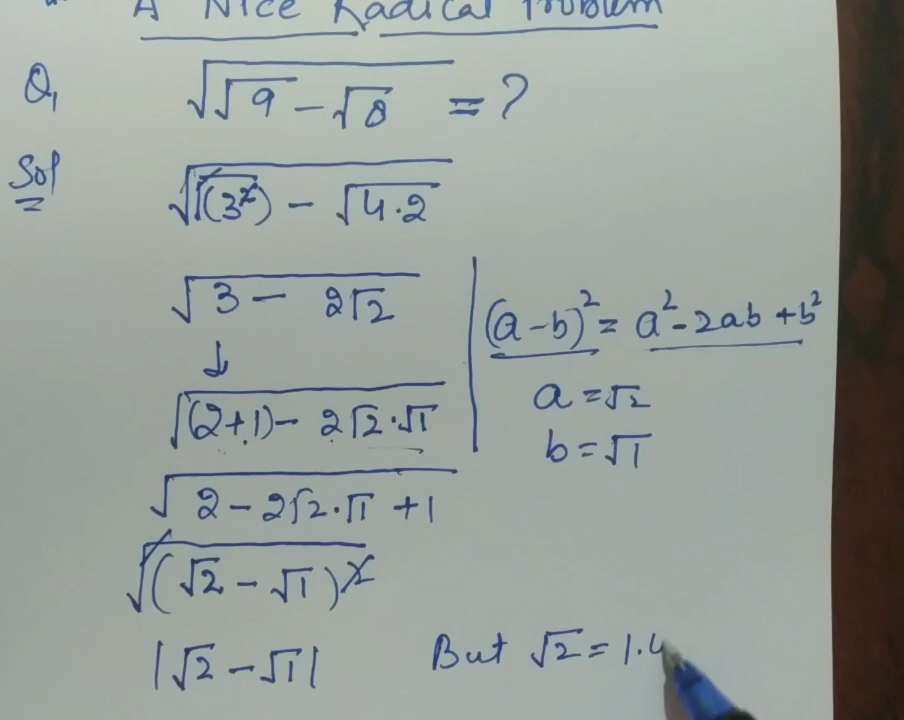 A Nice Radical Problem
Q1 √(√9 - √8) = ?
Sol √(√(3²) - √4·2)
√(3 - 2√2)
↓
(a-b)² = a² - 2ab + b²
a = √2
b = √1
√((2+1) - 2√2·√1)
√(2 - 2√2·√1 + 1)
√((√2 - √1)²)
|√2 - √1| But √2 = 1.4